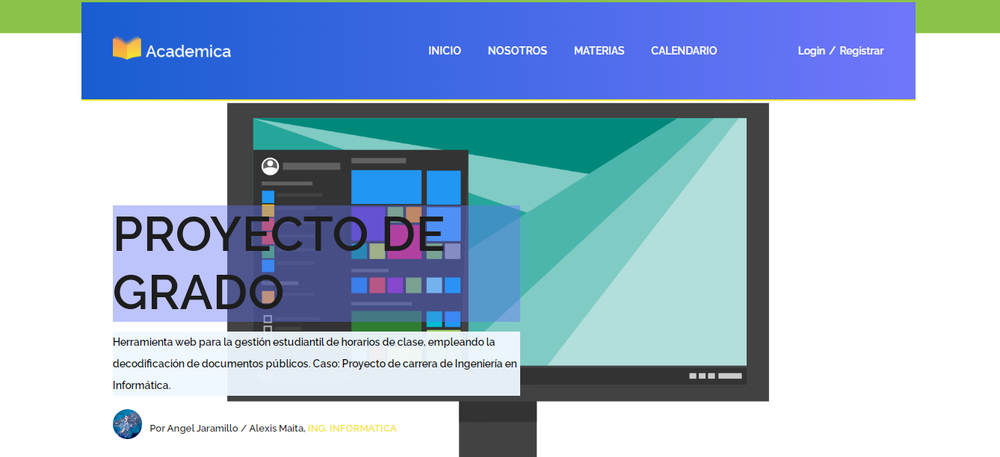 Academica
INICIO NOSOTROS MATERIAS CALENDARIO Login / Registrar
PROYECTO DE
GRADO
Herramienta web para la gestión estudiantil de horarios de clase, empleando la
decodificación de documentos públicos. Caso: Proyecto de carrera de Ingeniería en
Informática.
Por Angel Jaramillo / Alexis Maita, ING. INFORMATICA